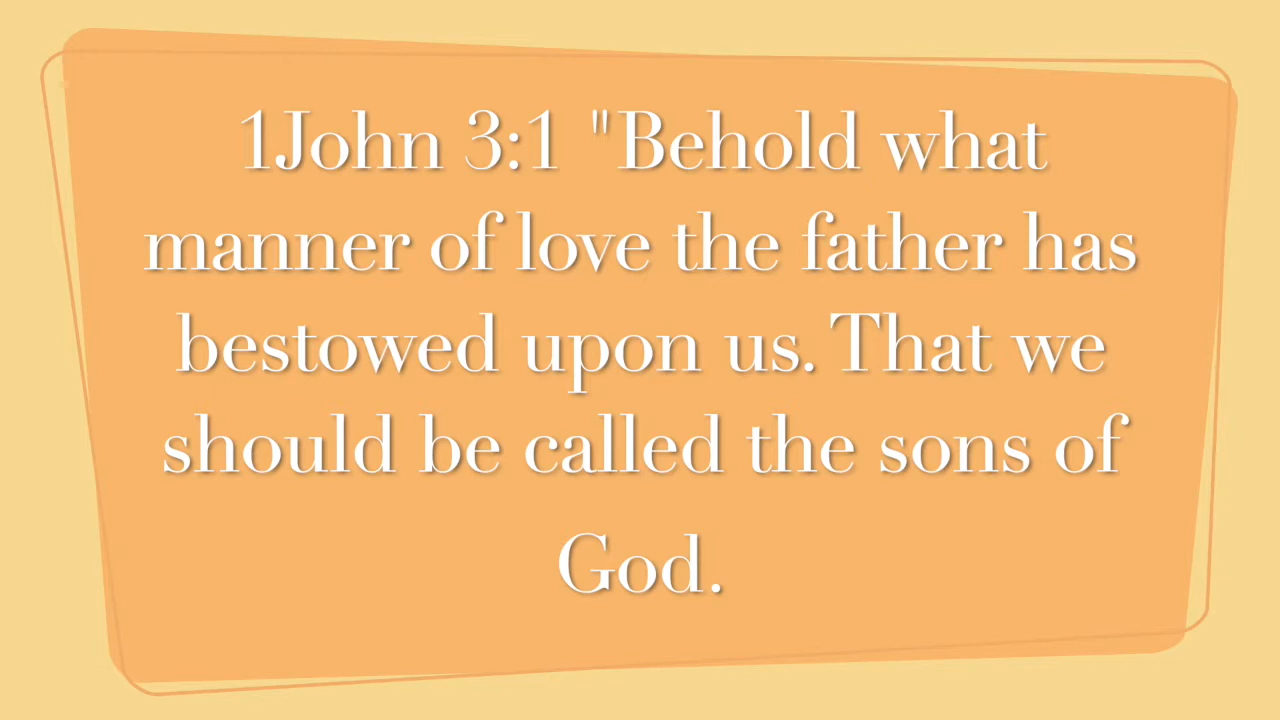 1John 3:1 "Behold what
manner of love the father has
bestowed upon us. That we
should be called the sons of
God.